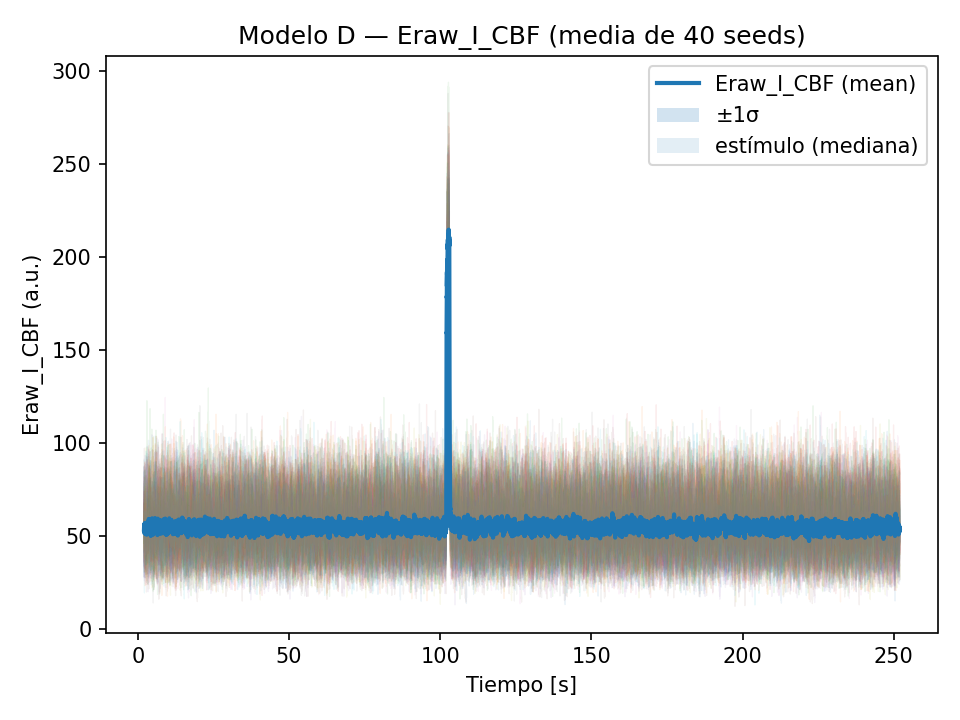 Modelo D — Eraw_I_CBF (media de 40 seeds)
Eraw_I_CBF (mean)
±1σ
estímulo (mediana)
Eraw_I_CBF (a.u.)
300
250
200
150
100
50
0
0 50 100 150 200 250
Tiempo [s]